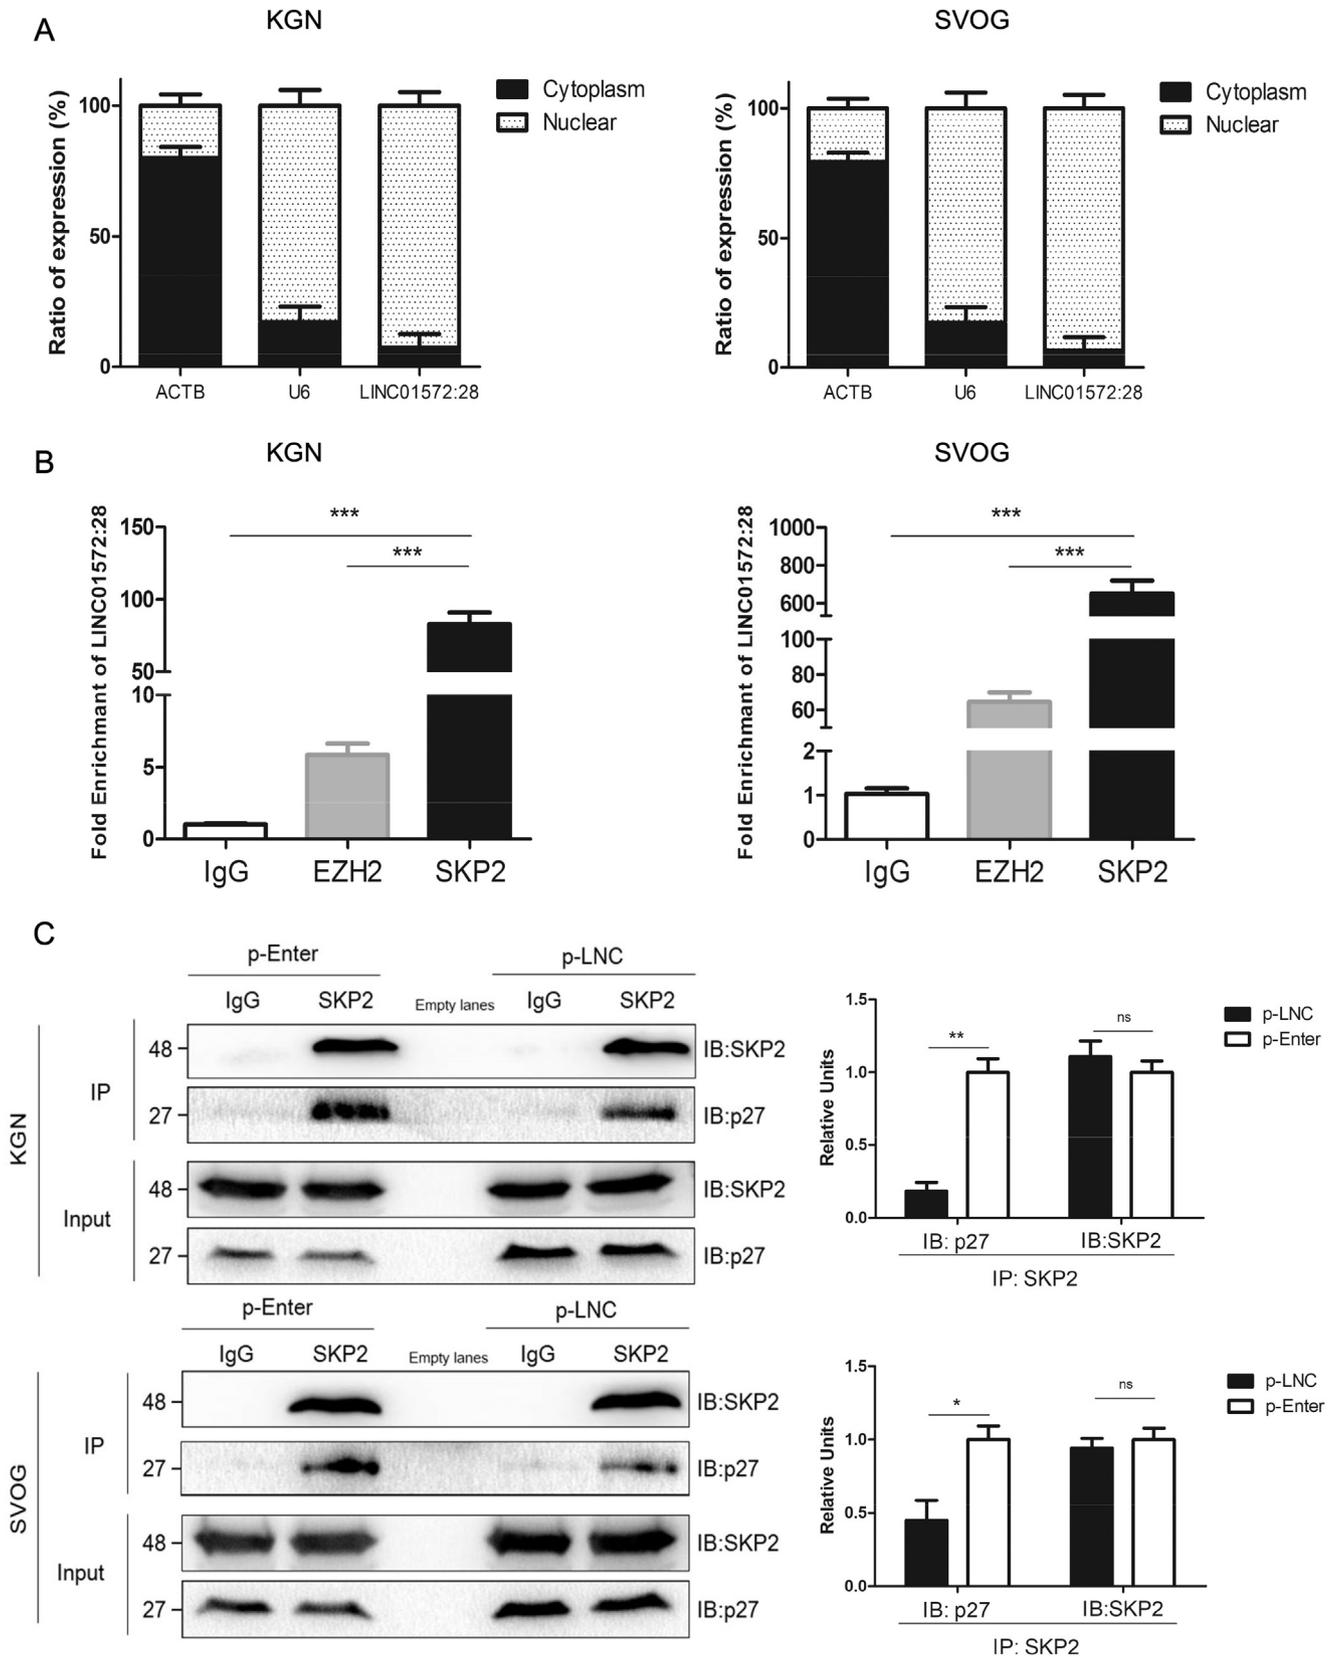 A
KGN
SVOG
Ratio of expression (%)
100
50
0
ACTB
U6
LINC01572:28
Cytoplasm
Nuclear
Ratio of expression (%)
100
50
0
ACTB
U6
LINC01572:28
Cytoplasm
Nuclear
B
KGN
SVOG
Fold Enrichmant of LINC01572:28
150
100
50
10
5
0
***
***
IgG
EZH2
SKP2
Fold Enrichmant of LINC01572:28
1000
800
600
100
80
60
2
1
0
***
***
IgG
EZH2
SKP2
C
p-Enter
p-LNC
IgG
SKP2
Empty lanes
IgG
SKP2
KGN
IP
48
IB:SKP2
27
IB:p27
Input
48
IB:SKP2
27
IB:p27
Relative Units
1.5
1.0
0.5
0.0
**
ns
p-LNC
p-Enter
IB: p27
IB:SKP2
IP: SKP2
p-Enter
p-LNC
IgG
SKP2
Empty lanes
IgG
SKP2
SVOG
IP
48
IB:SKP2
27
IB:p27
Input
48
IB:SKP2
27
IB:p27
Relative Units
1.5
1.0
0.5
0.0
*
ns
p-LNC
p-Enter
IB: p27
IB:SKP2
IP: SKP2